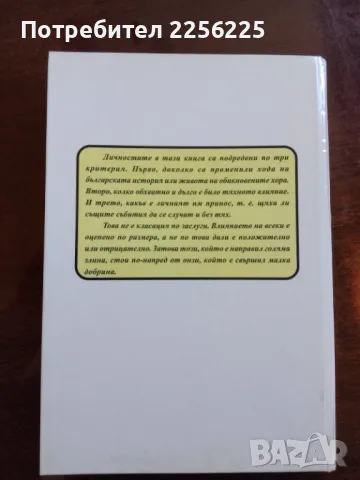 Потребител 2256225
Личностите в тази книга са подредени по три
критерия. Първо, доколко са променили хода на
българската история или живота на обикновените хора.
Второ, колко обхватно и дълго е било тяхното влияние.
И трето, какъв е личният им принос, т. е. щяха ли
същите събития да се случат и без тях.
Това не е класация по заслуги. Влиянието на всеки е
оценено по размера, а не по това дали е положително
или отрицателно. Затова този, който е направил голяма
злина, стои по-напред от онзи, който е свършил малка
добрина.
BAZAR
bg